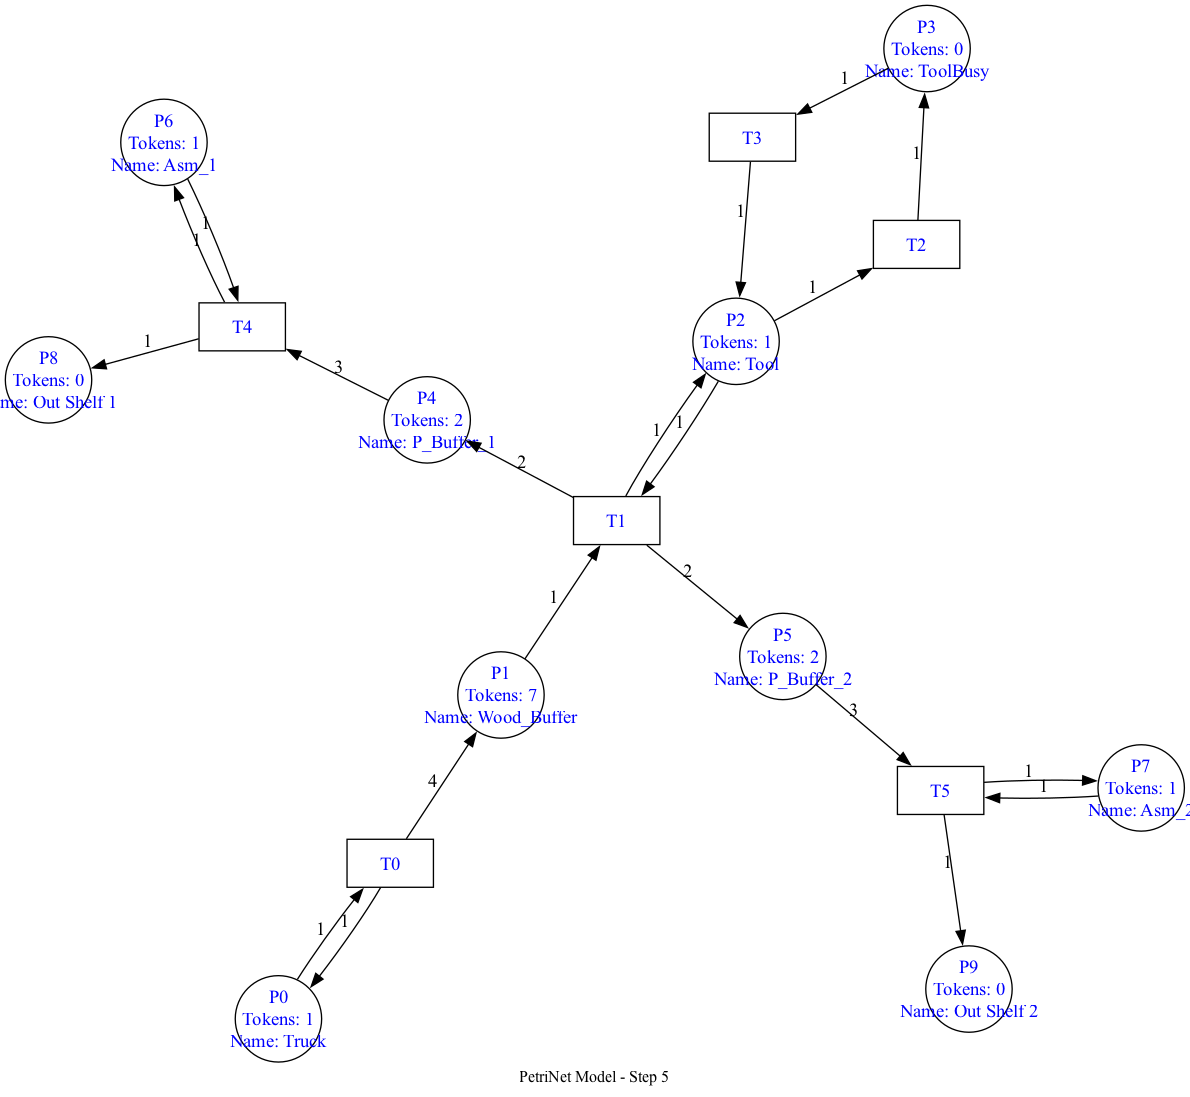 P3
Tokens: 0
Name: ToolBusy
1
T3
1
P6
Tokens: 1
Name: Asm_1
1
1
1
T2
1
T4
1
P2
Tokens: 1
Name: Tool
P8
Tokens: 0
me: Out Shelf 1
3
P4
Tokens: 2
Name: P_Buffer_1
1
1
2
T1
2
1
P5
Tokens: 2
Name: P_Buffer_2
P1
Tokens: 7
Name: Wood_Buffer
3
4
T5
1
1
P7
Tokens: 1
Name: Asm_2
T0
1
1
1
P9
Tokens: 0
Name: Out Shelf 2
P0
Tokens: 1
Name: Truck
PetriNet Model - Step 5